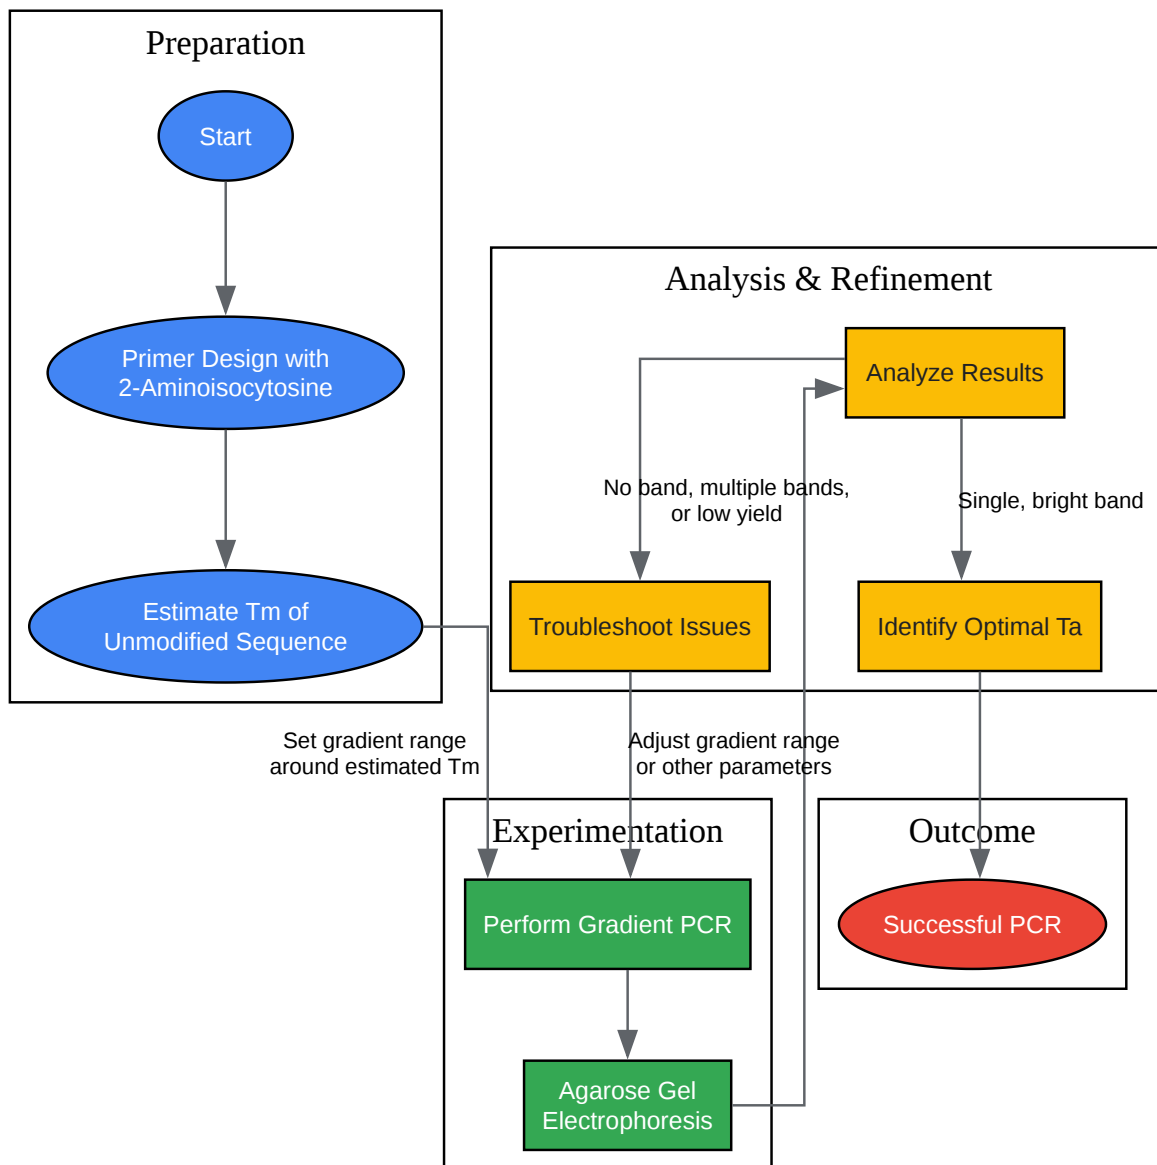 Preparation
Start
Primer Design with
2-Aminoisocytosine
Estimate Tm of
Unmodified Sequence
Set gradient range
around estimated Tm
Analysis & Refinement
Analyze Results
No band, multiple bands,
or low yield
Single, bright band
Troubleshoot Issues
Identify Optimal Ta
Adjust gradient range
or other parameters
Experimentation
Perform Gradient PCR
Agarose Gel
Electrophoresis
Outcome
Successful PCR